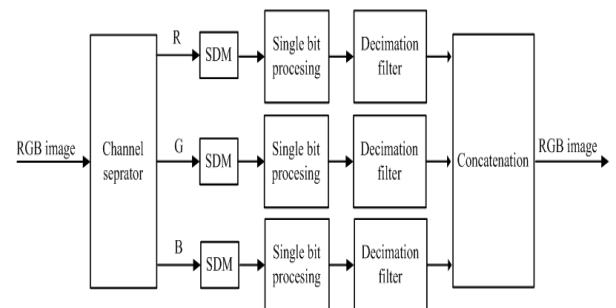 R
SDM
Single bit
procesing
Decimation
filter
RGB image
Channel
seprator
G
SDM
Single bit
procesing
Decimation
filter
Concatenation
RGB image
B
SDM
Single bit
procesing
Decimation
filter